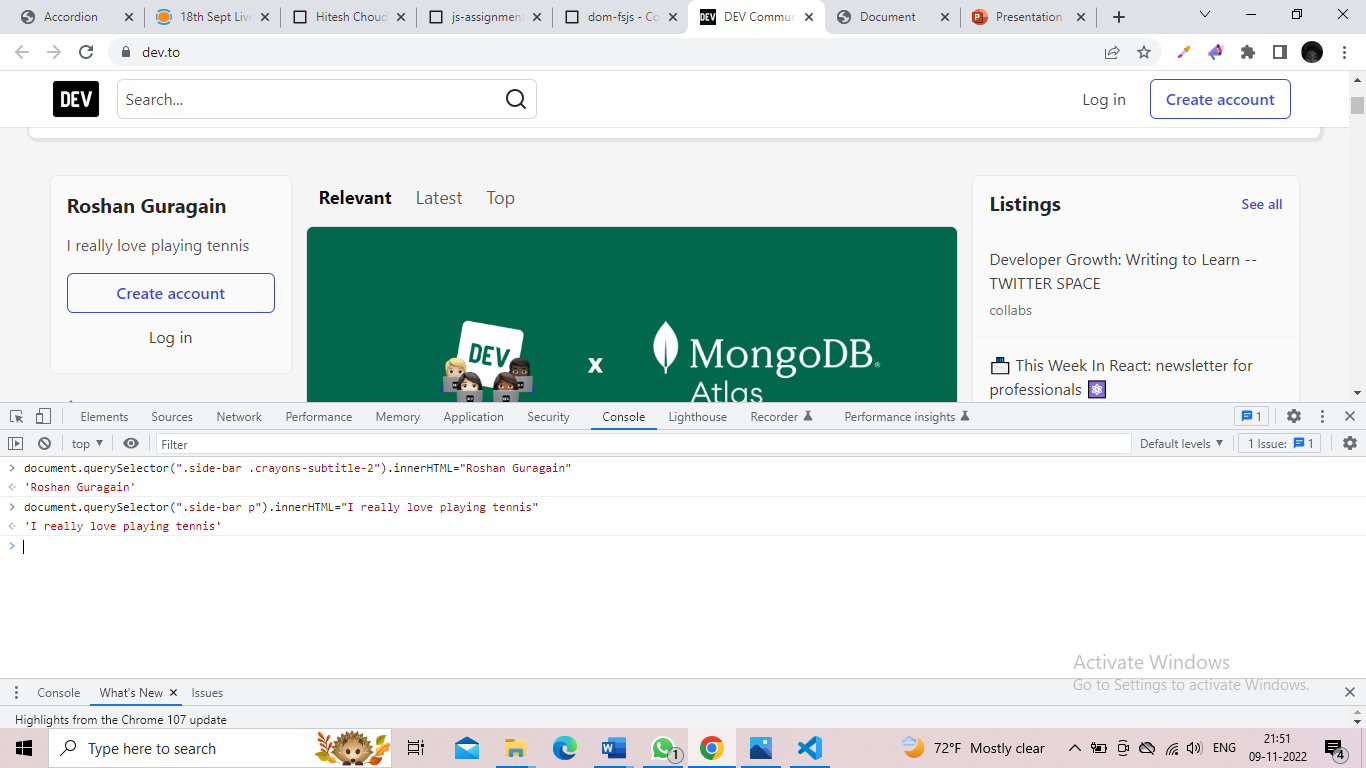 Accordion
18th Sept Live
Hitesh Choud
js-assignment
dom-fsjs - Co
DEV Commun
Document
Presentation
dev.to
DEV
Search...
Log in
Create account
Roshan Guragain
I really love playing tennis
Create account
Log in
Relevant Latest Top
DEV
x
MongoDB®
Atlas
Listings
See all
Developer Growth: Writing to Learn --
TWITTER SPACE
collabs
📩 This Week In React: newsletter for
professionals ⚛
Elements Sources Network Performance Memory Application Security Console Lighthouse Recorder Performance insights 1
top ▼ Filter Default levels ▼ 1 Issue: 1
> document.querySelector(".side-bar .crayons-subtitle-2").innerHTML="Roshan Guragain"
'Roshan Guragain'
> document.querySelector(".side-bar p").innerHTML="I really love playing tennis"
'I really love playing tennis'
>
Activate Windows
Go to Settings to activate Windows.
Console What's New Issues
Highlights from the Chrome 107 update
Type here to search
1
72°F Mostly clear
ENG
21:51
09-11-2022
4